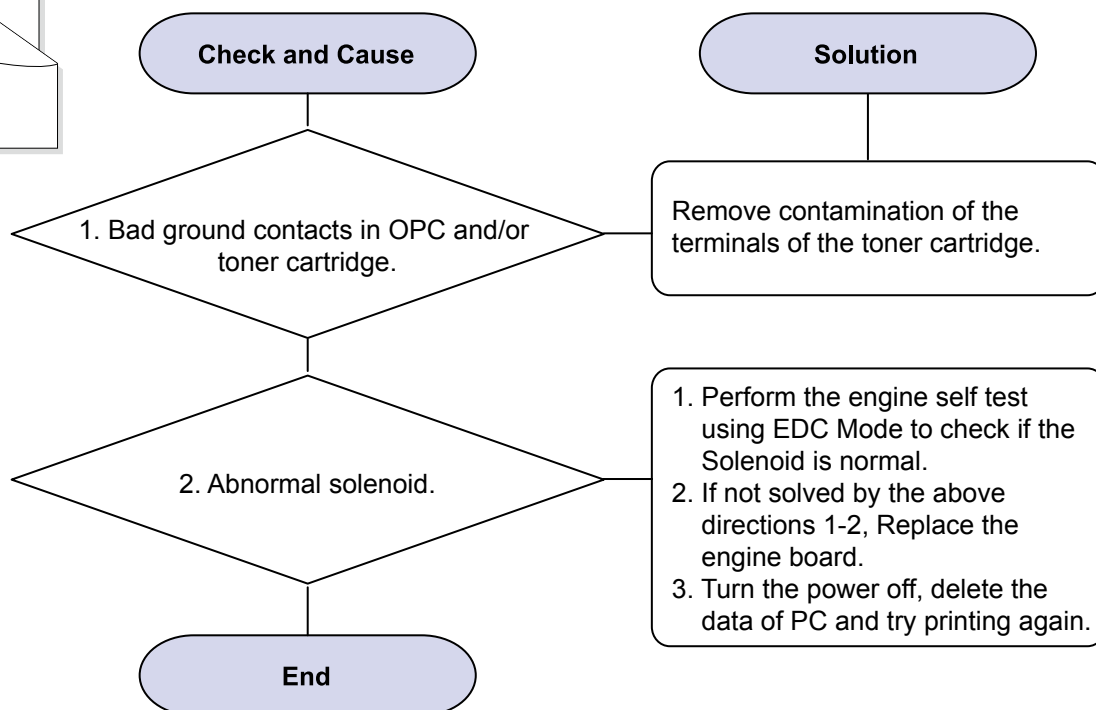 Check and Cause
Solution
1. Bad ground contacts in OPC and/or
toner cartridge.
Remove contamination of the
terminals of the toner cartridge.
2. Abnormal solenoid.
1. Perform the engine self test
using EDC Mode to check if the
Solenoid is normal.
2. If not solved by the above
directions 1-2, Replace the
engine board.
3. Turn the power off, delete the
data of PC and try printing again.
End